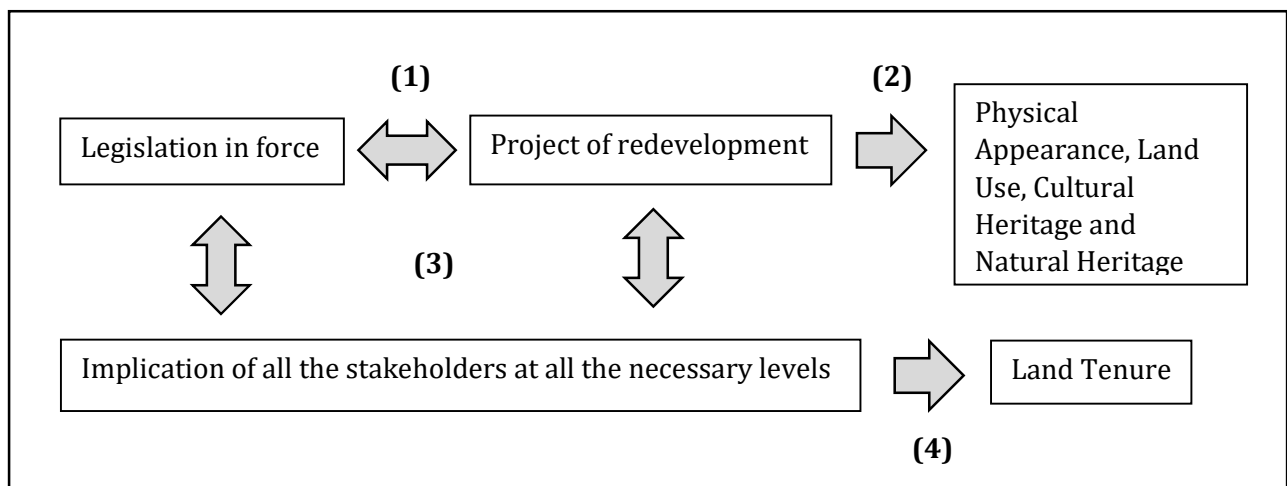 (1)
(2)
Legislation in force
Project of redevelopment
Physical
Appearance, Land
Use, Cultural
Heritage and
Natural Heritage
(3)
Implication of all the stakeholders at all the necessary levels
Land Tenure
(4)